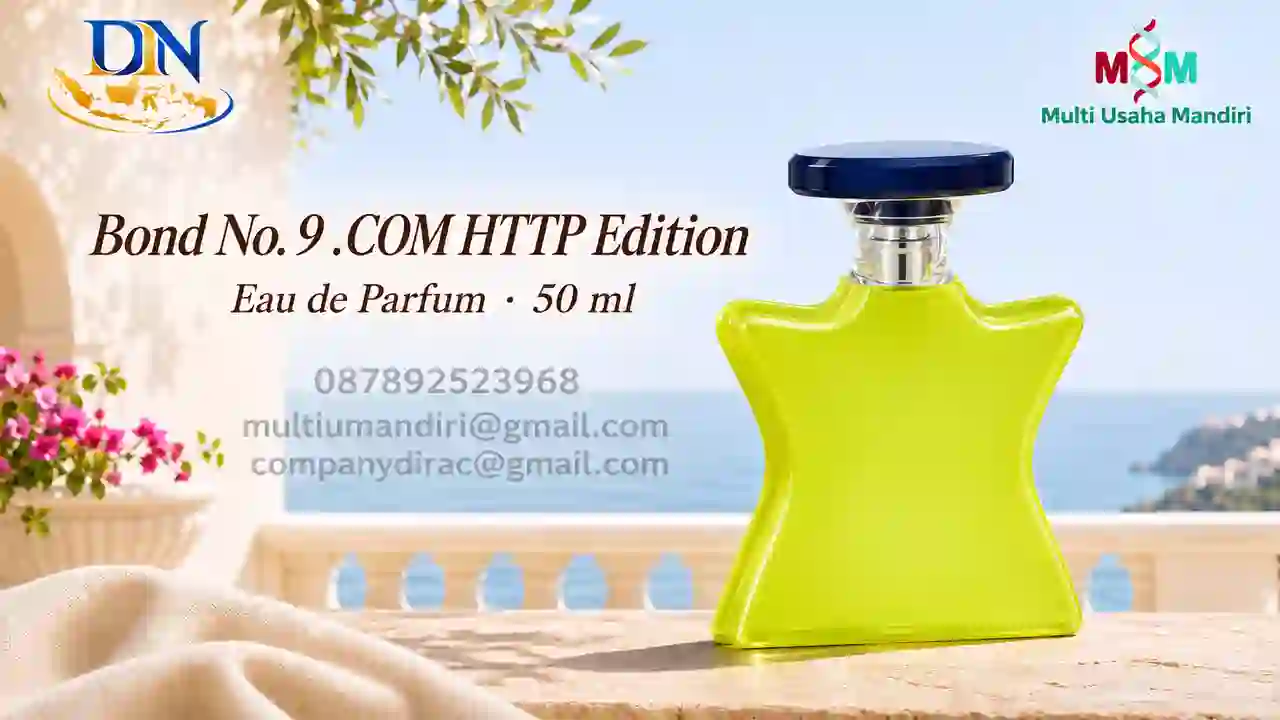 DN
MSM
Multi Usaha Mandiri
Bond No. 9 .COM HTTP Edition
Eau de Parfum · 50 ml
087892523968
multiumandiri@gmail.com
companydirac@gmail.com